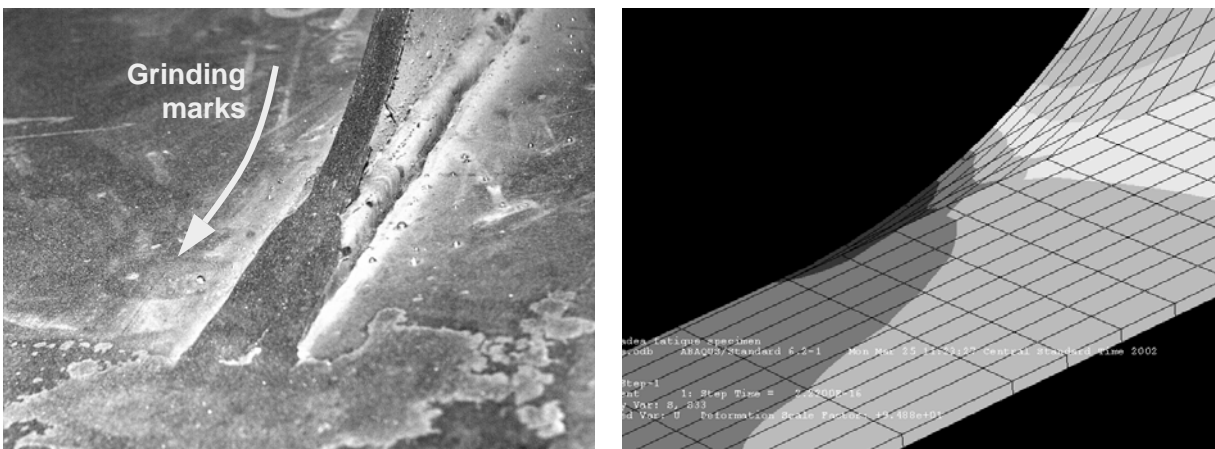 Grinding
marks
fatigue specimen
.odb ABAQUS/Standard 6.2-1 Mon Mar 25 Central Standard Time 2002
Step-1
1: Step Time =
Var: S, S33
Var: U Deformation Scale Factor: